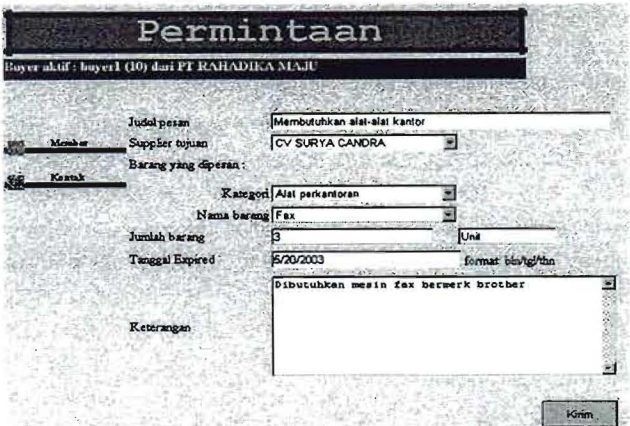 Permintaan
Buyer aktif : buyer1 (10) dari PT RAHADIKA MAJU
Judul pesan Membutuhkan alat-alat kantor
Member Supplier tujuan CV SURYA CANDRA
Barang yang dipesan :
Kontak
Kategori Alat perkantoran
Nama barang Fax
Jumlah barang 3 Unit
Tanggal Expired 5/20/2003 format: bln/tgl/thn
Dibutuhkan mesin fax bermerk brother
Keterangan
Kirim